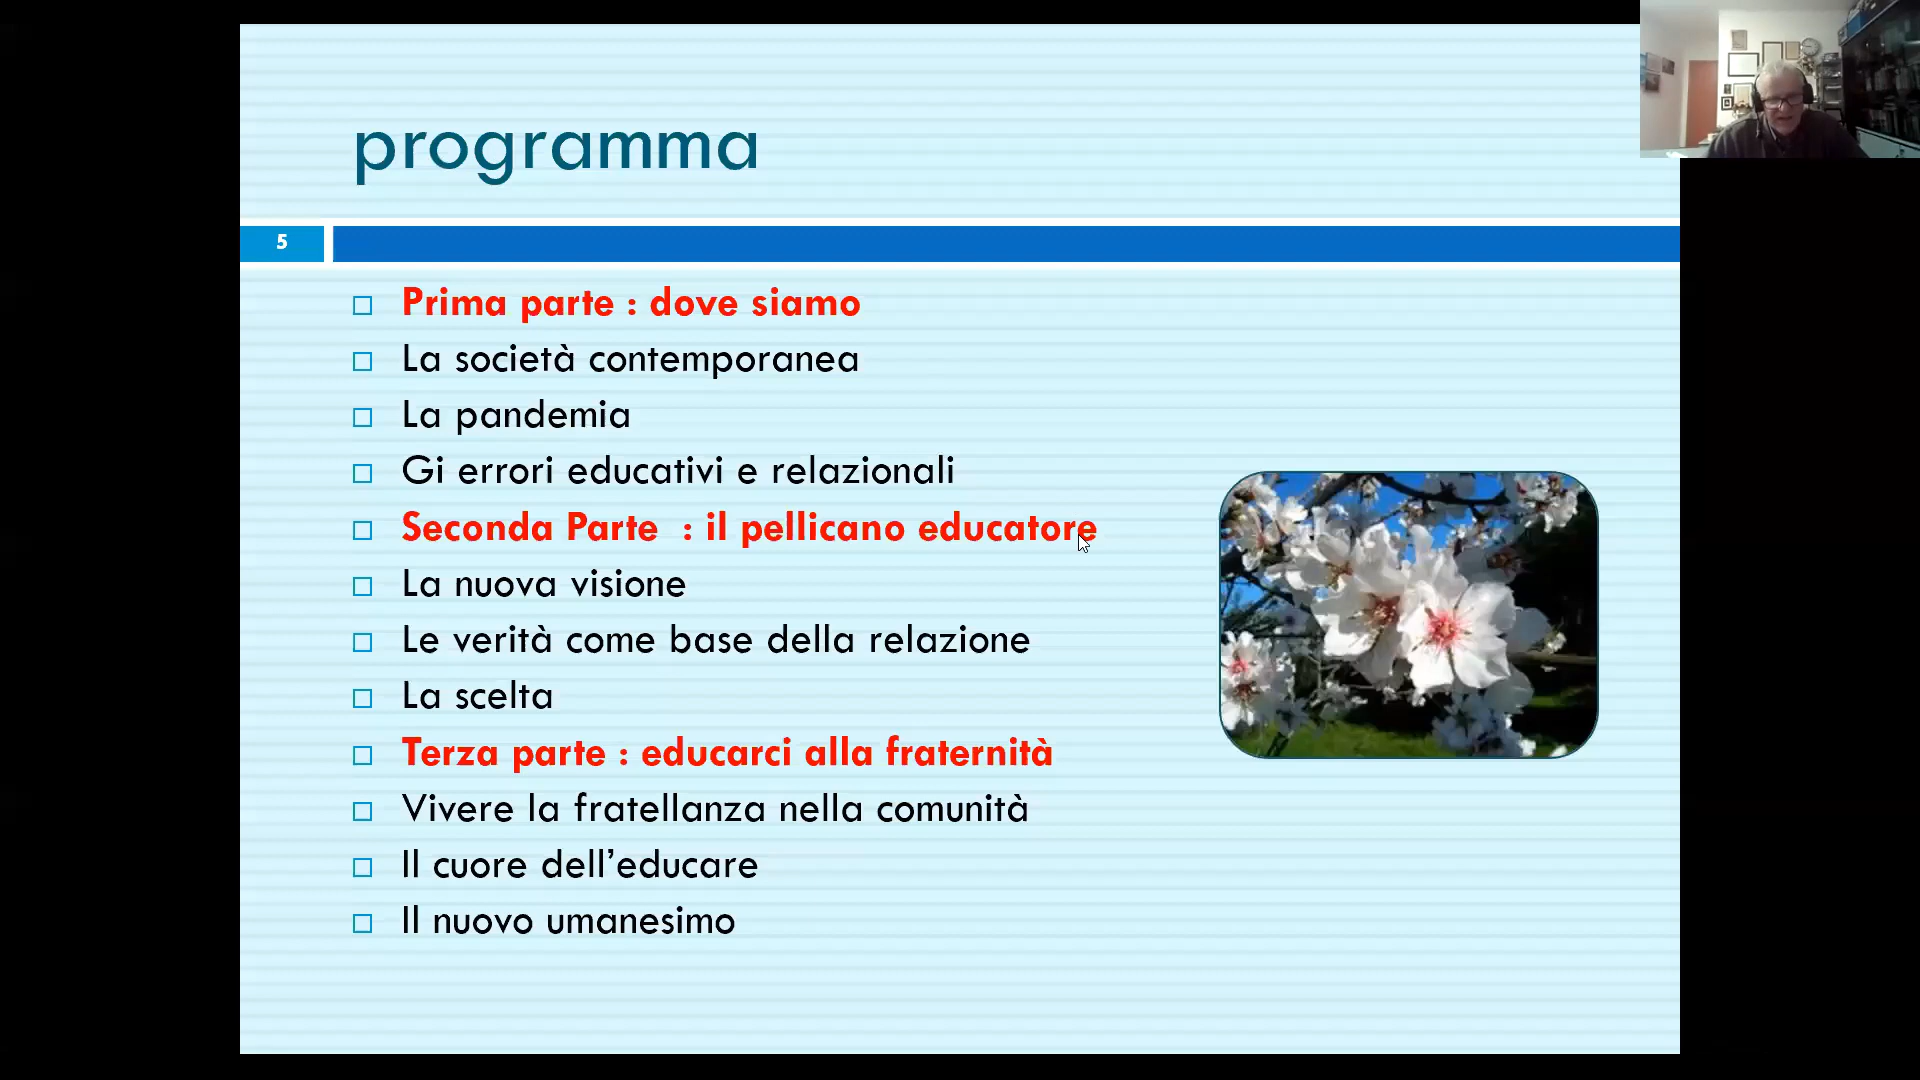 programma
5
Prima parte : dove siamo
La società contemporanea
La pandemia
Gi errori educativi e relazionali
Seconda Parte  : il pellicano educatore
La nuova visione
Le verità come base della relazione
La scelta
Terza parte : educarci alla fraternità
Vivere la fratellanza nella comunità
Il cuore dell’educare
Il nuovo umanesimo